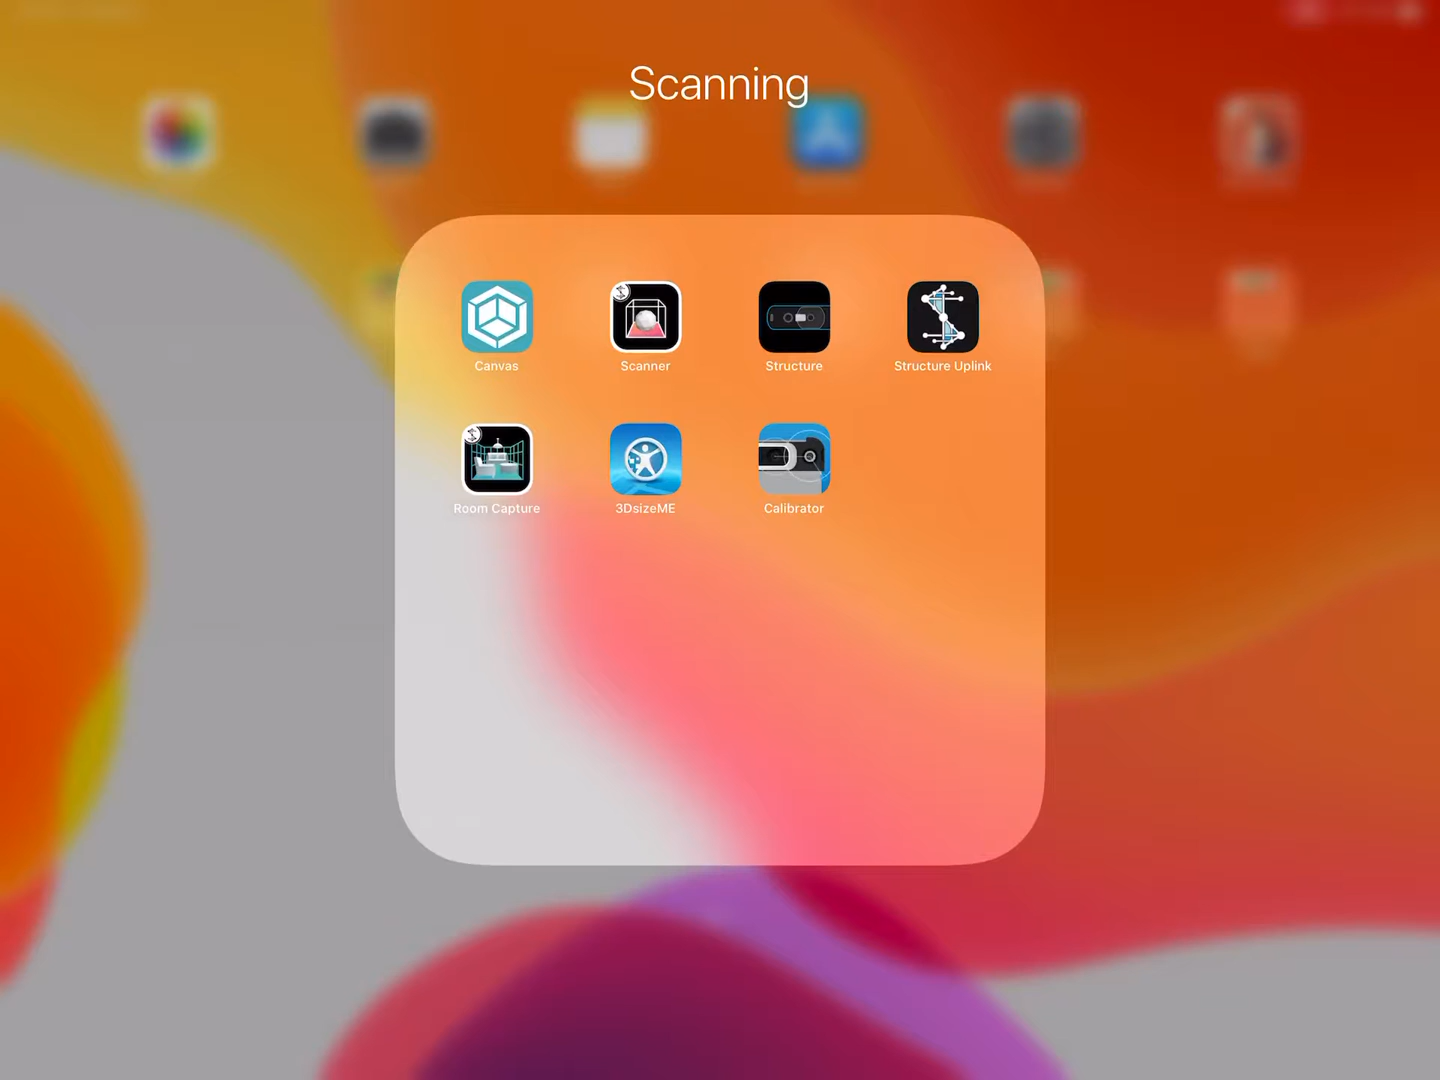 Scanning
Canvas
Scanner
Structure
Structure Uplink
Room Capture
3DsizeME
Calibrator